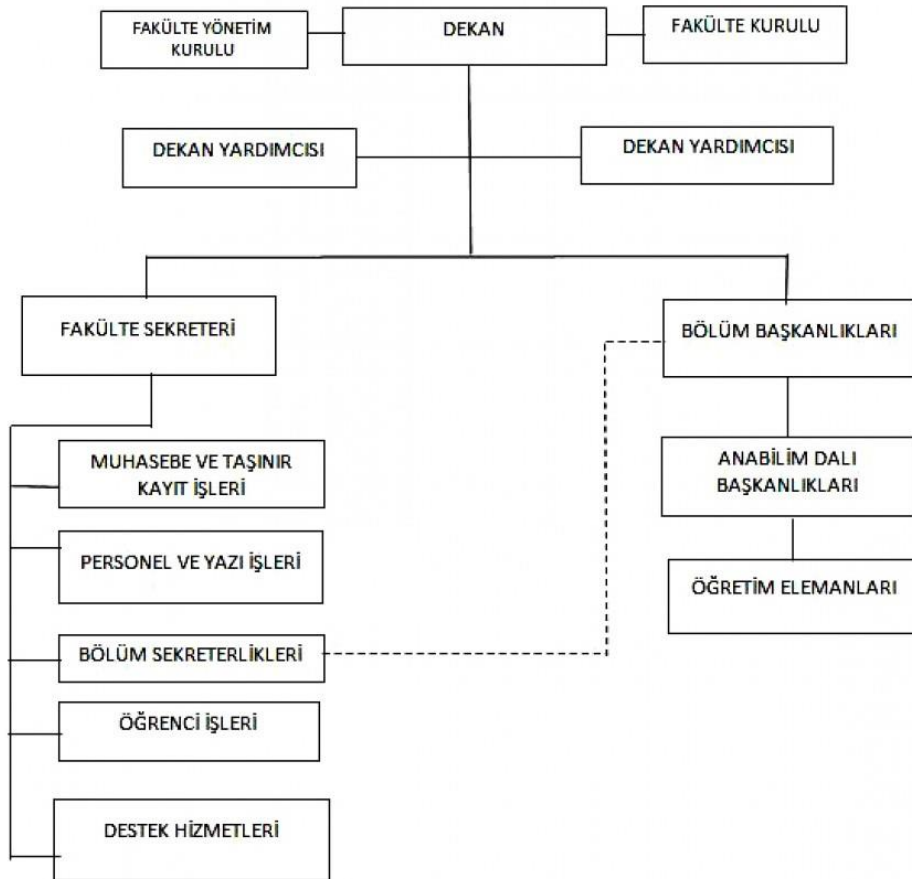 FAKÜLTE YÖNETİM
KURULU
DEKAN
FAKÜLTE KURULU
DEKAN YARDIMCISI
DEKAN YARDIMCISI
FAKÜLTE SEKRETERİ
BÖLÜM BAŞKANLIKLARI
MUHASEBE VE TAŞINIR
KAYIT İŞLERİ
ANABİLİM DALI
BAŞKANLIKLARI
PERSONEL VE YAZI İŞLERİ
ÖĞRETİM ELEMANLARI
BÖLÜM SEKRETERLİKLERİ
ÖĞRENCİ İŞLERİ
DESTEK HİZMETLERİ